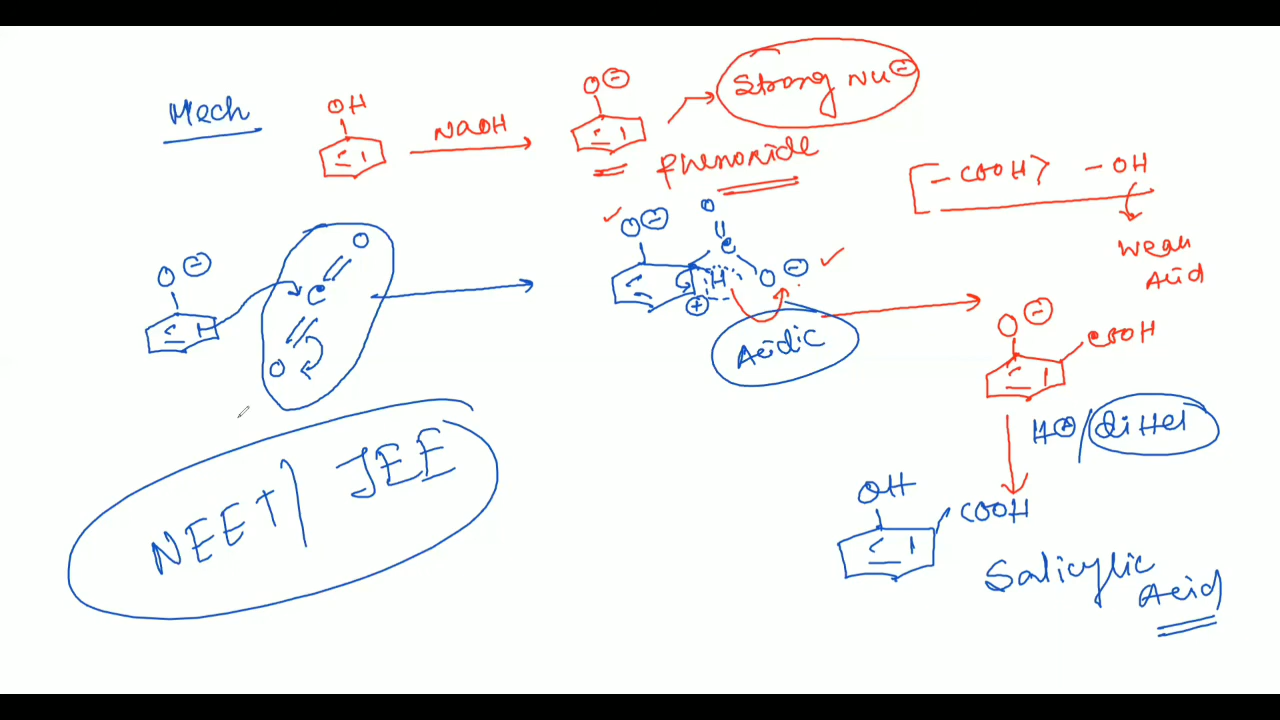 Mech
OH
NaOH
O⊖
Strong Nu⊖
phenoxide
-COOH> -OH
Weak
Acid
O⊖
H
O
C
O
O⊖
O
C
H
O⊖
⊕
Acidic
O⊖
COOH
H⊕/dil HCl
OH
COOH
Salicylic
Acid
NEET/JEE